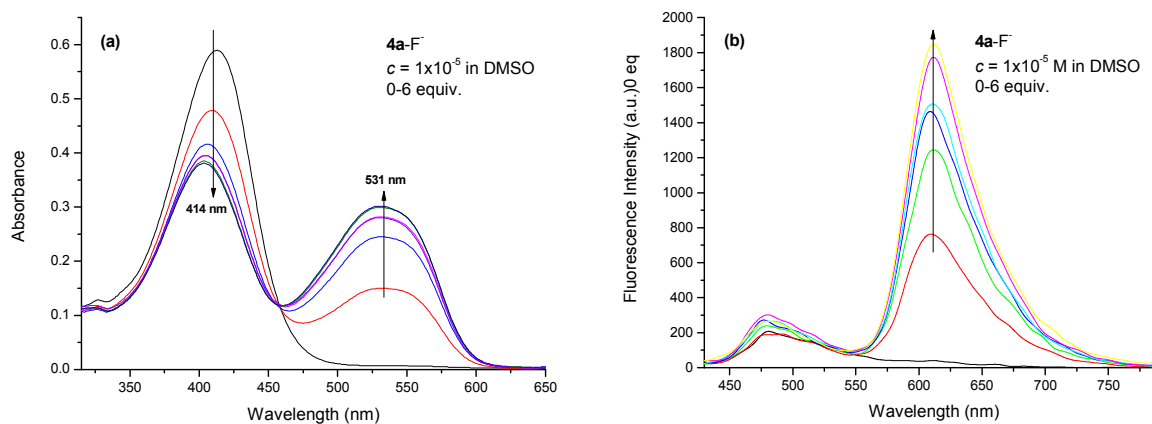 (a)
4a-F⁻
c = 1x10⁻⁵ in DMSO
0-6 equiv.
414 nm
531 nm
Absorbance
0.6
0.5
0.4
0.3
0.2
0.1
0.0
350 400 450 500 550 600 650
Wavelength (nm)
(b)
4a-F⁻
c = 1x10⁻⁵ M in DMSO
0-6 equiv.
Fluorescence Intensity (a.u.)0 eq
2000
1800
1600
1400
1200
1000
800
600
400
200
0
450 500 550 600 650 700 750
Wavelength (nm)